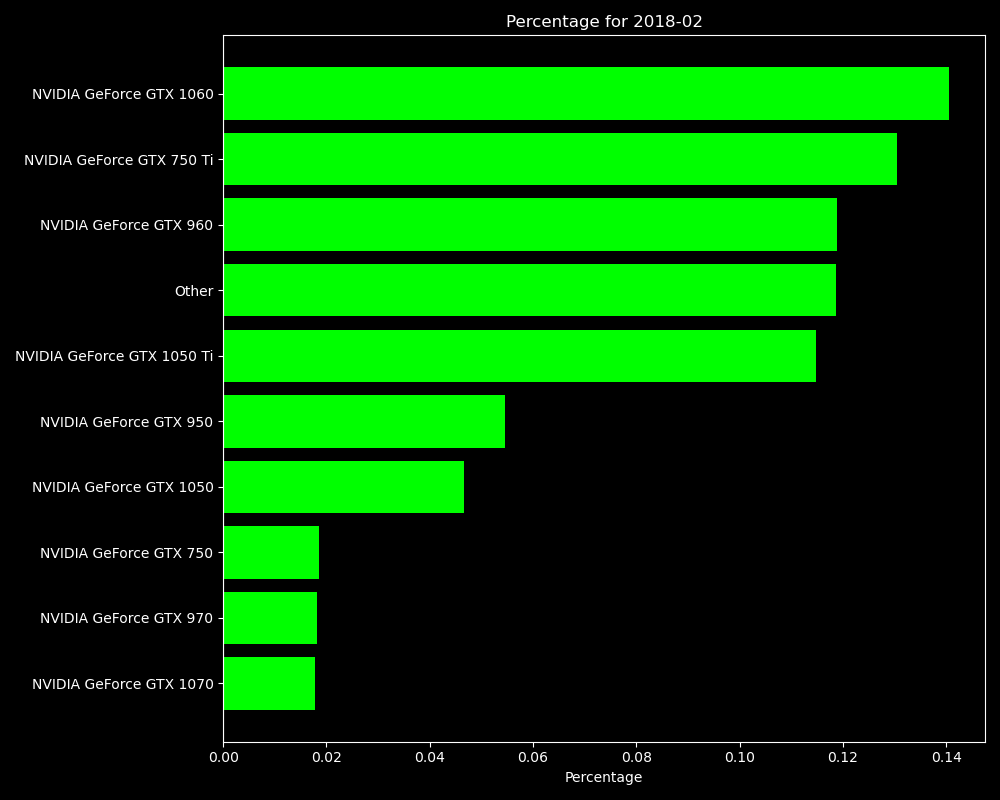 Percentage for 2018-02
NVIDIA GeForce GTX 1060
NVIDIA GeForce GTX 750 Ti
NVIDIA GeForce GTX 960
Other
NVIDIA GeForce GTX 1050 Ti
NVIDIA GeForce GTX 950
NVIDIA GeForce GTX 1050
NVIDIA GeForce GTX 750
NVIDIA GeForce GTX 970
NVIDIA GeForce GTX 1070
0.00 0.02 0.04 0.06 0.08 0.10 0.12 0.14
Percentage